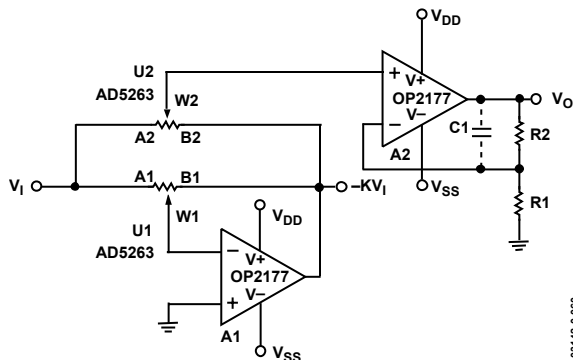 VDD
U2
AD5263
W2
A2 B2
+ V+
OP2177
− V−
A2
VSS
C1
VO
R2
R1
VI
A1 B1
−KVI
U1
AD5263
W1
VDD
− V+
OP2177
+ V−
A1
VSS